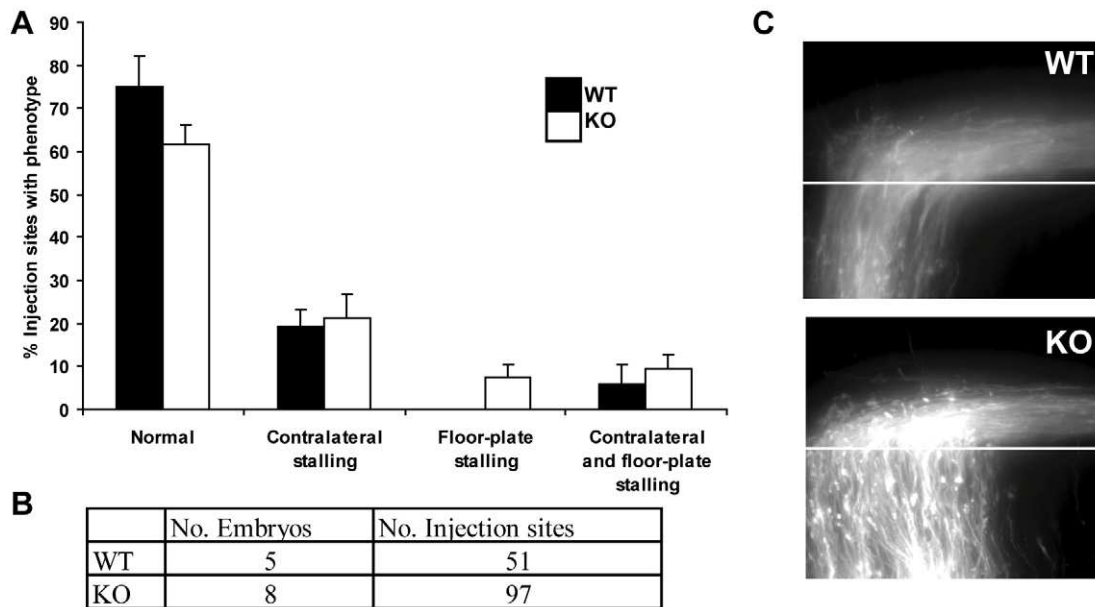 A
% Injection sites with phenotype
90
80
70
60
50
40
30
20
10
0
WT
KO
Normal
Contralateral
stalling
Floor-plate
stalling
Contralateral
and floor-plate
stalling
B
No. Embryos No. Injection sites
WT 5 51
KO 8 97
C
WT
KO